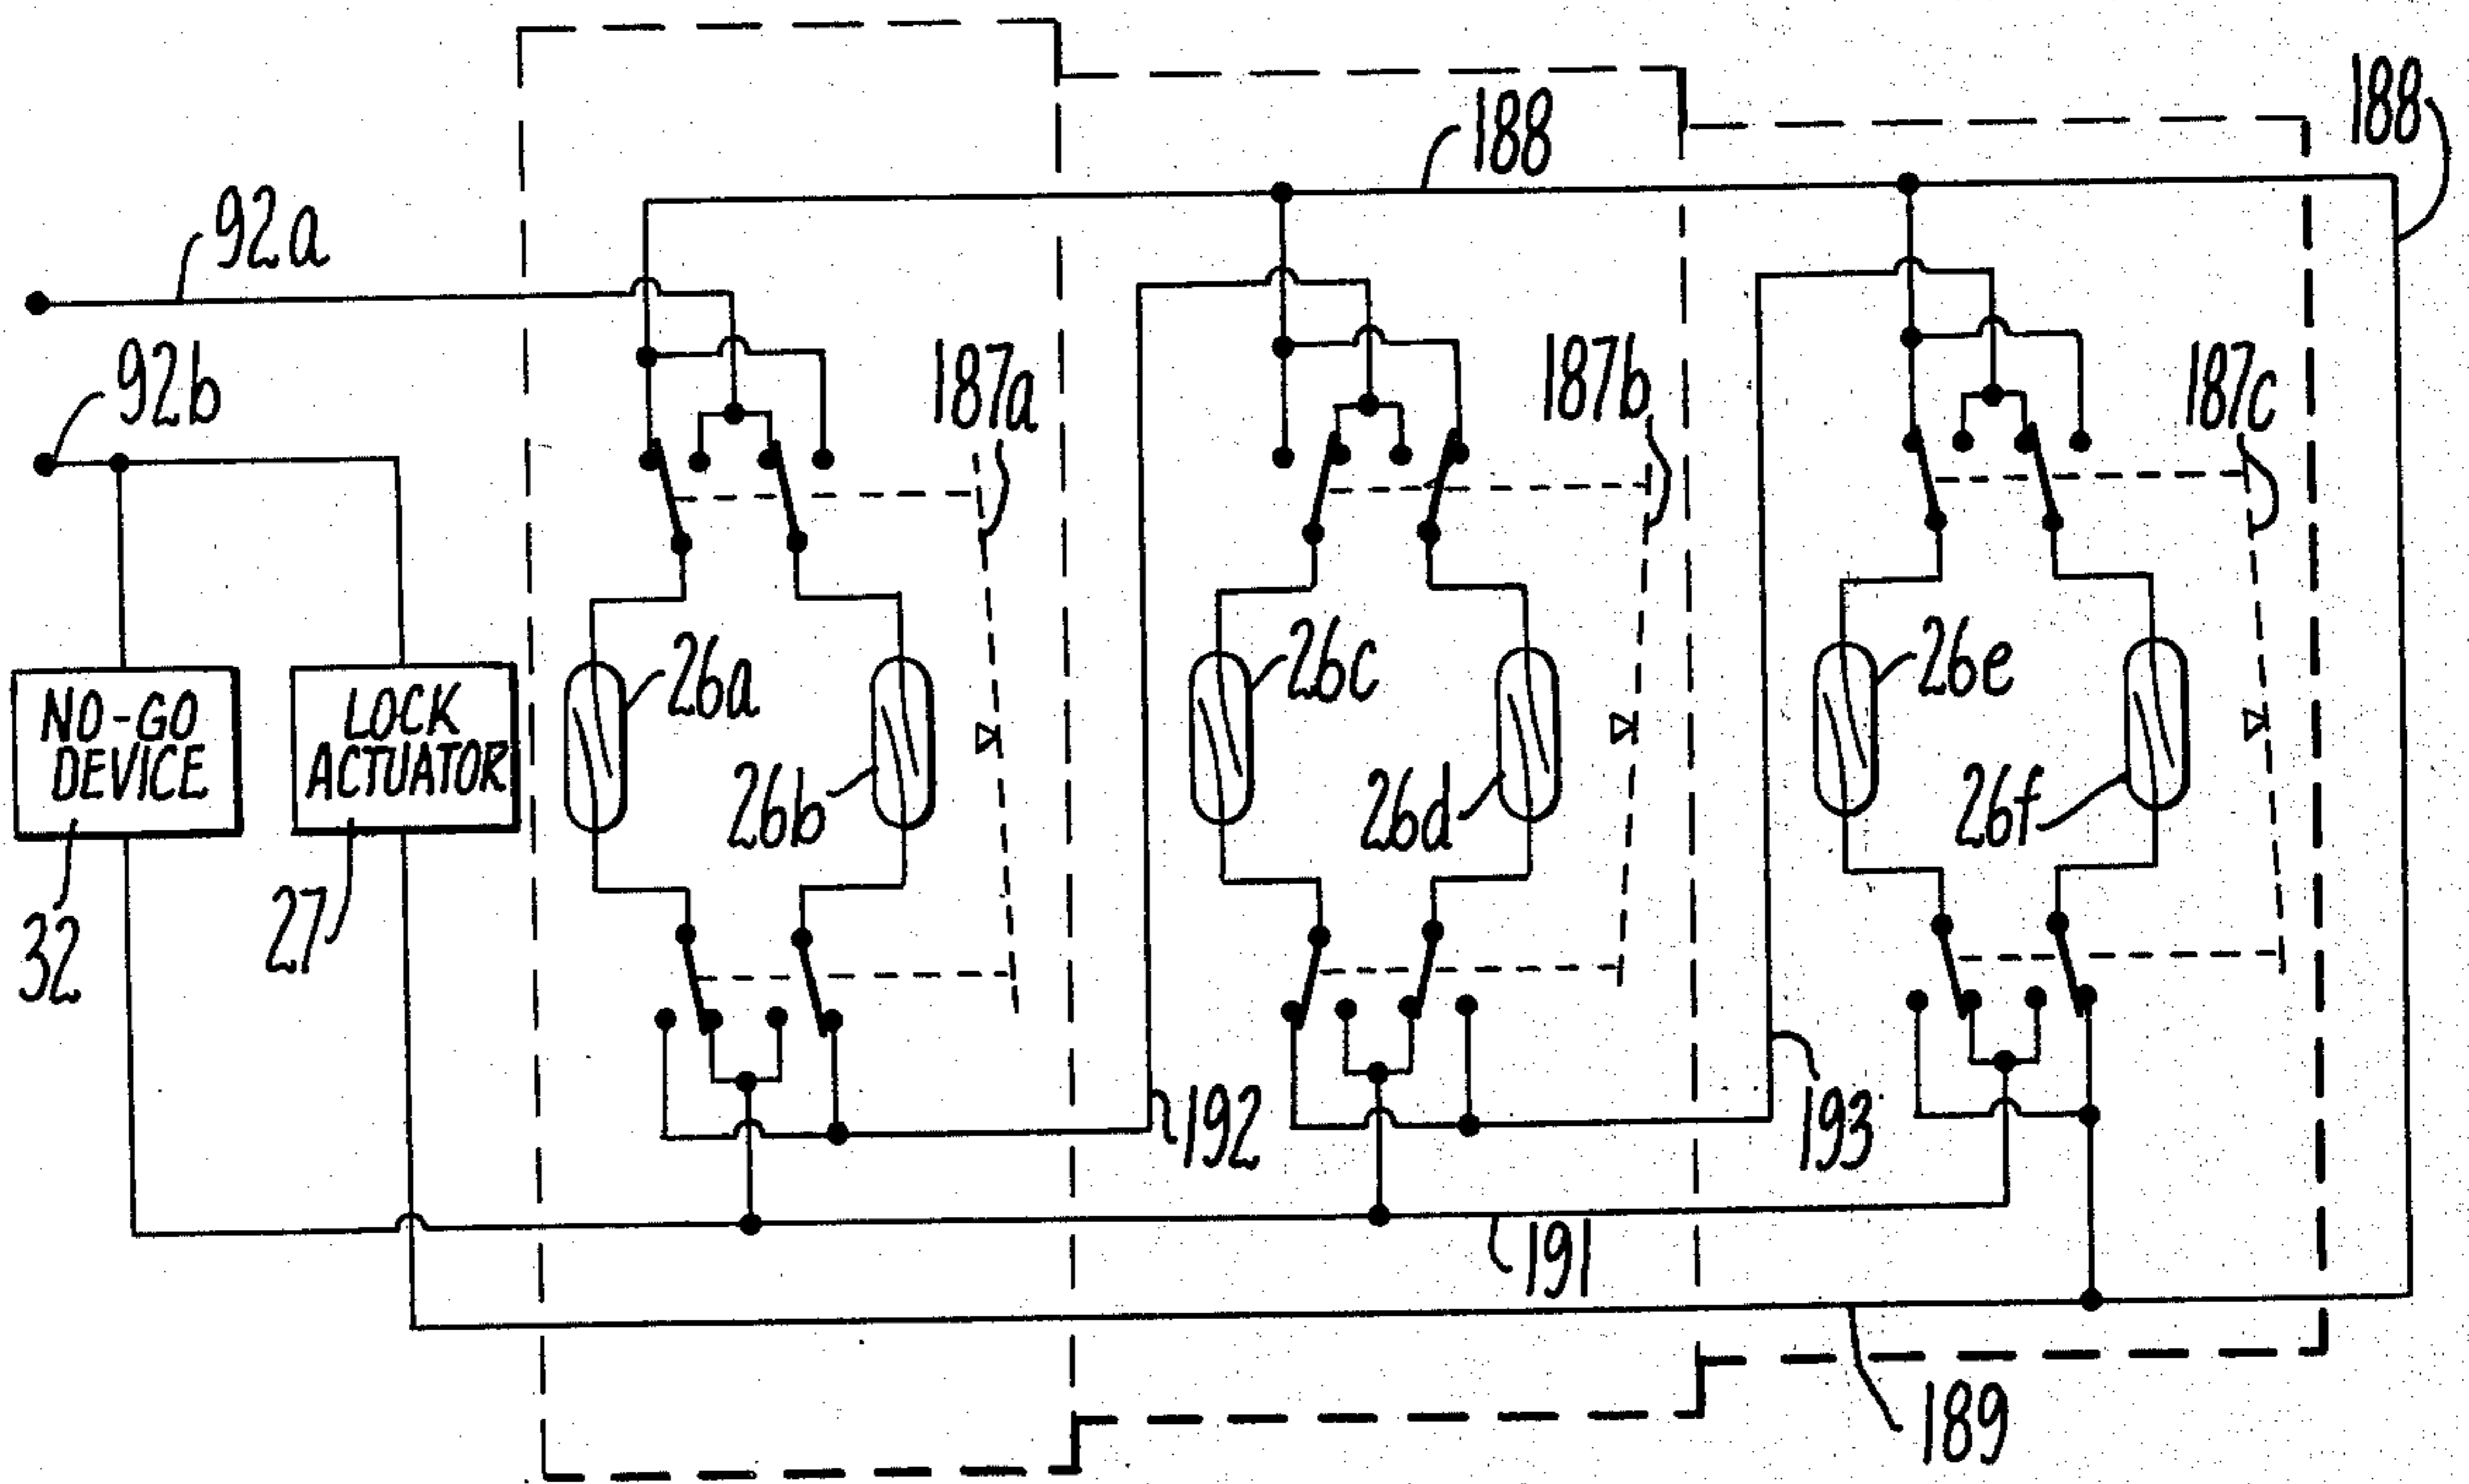 188
188
92a
92b
187a
187b
187c
26a
26c
26e
NO-GO
DEVICE
LOCK
ACTUATOR
26b
26d
26f
32
27
192
193
191
189